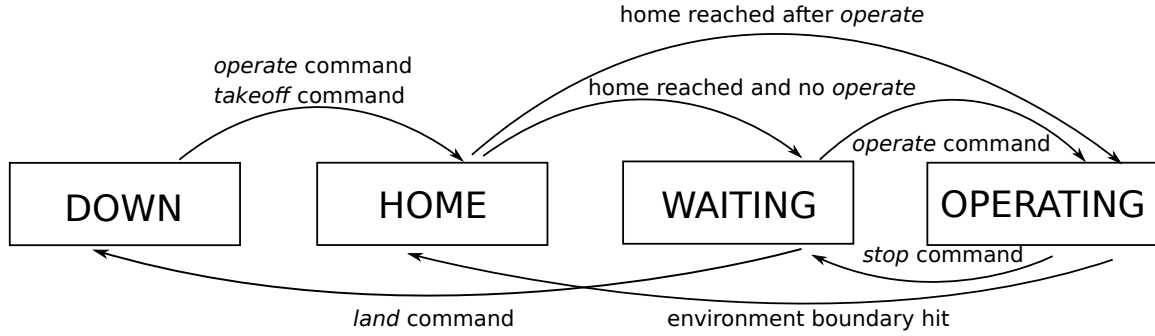 home reached after operate
operate command
takeoff command
home reached and no operate
operate command
DOWN
HOME
WAITING
OPERATING
stop command
land command
environment boundary hit